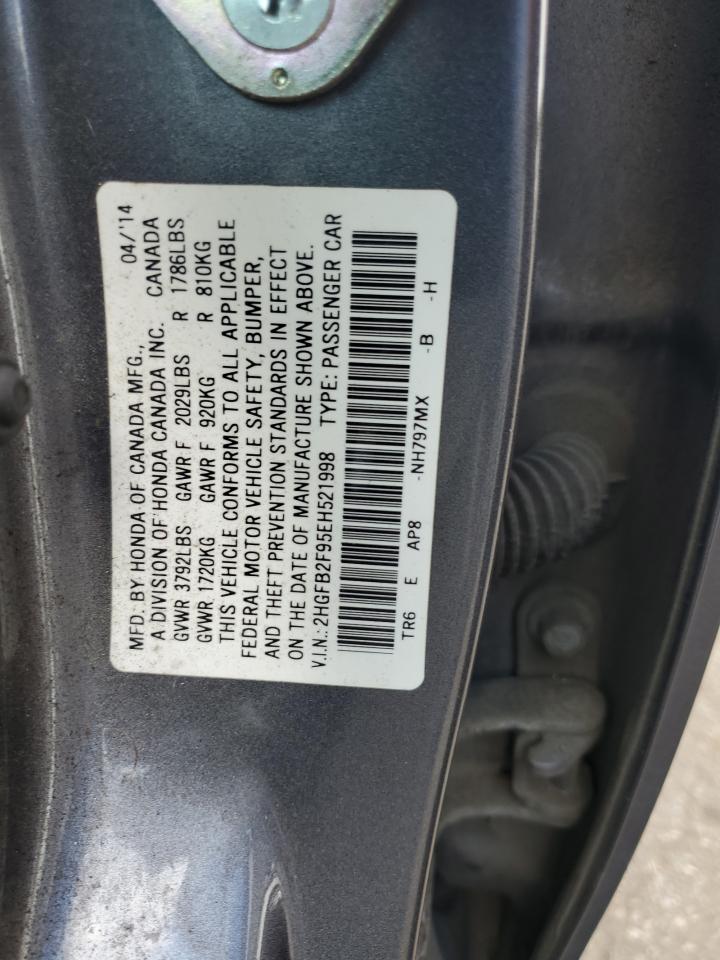 MFD. BY HONDA OF CANADA MFG., 04/'14
A DIVISION OF HONDA CANADA INC. CANADA
GVWR 3792LBS GAWR F 2029LBS R 1786LBS
GVWR 1720KG GAWR F 920KG R 810KG
THIS VEHICLE CONFORMS TO ALL APPLICABLE
FEDERAL MOTOR VEHICLE SAFETY, BUMPER,
AND THEFT PREVENTION STANDARDS IN EFFECT
ON THE DATE OF MANUFACTURE SHOWN ABOVE.
V.I.N.: 2HGFB2F95EH521998 TYPE: PASSENGER CAR
TR6 E AP8 -NH797MX -B -H